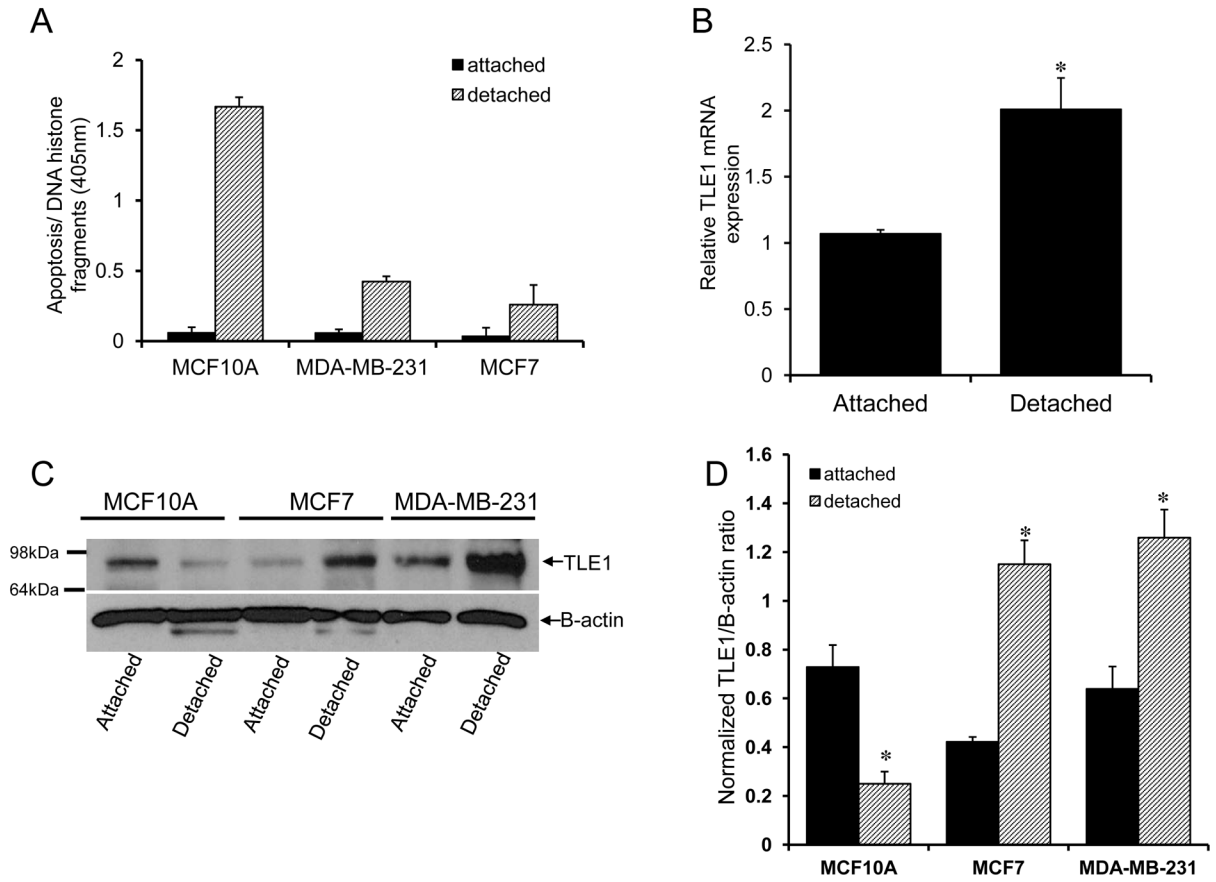 A
2
1.5
1
0.5
0
Apoptosis/ DNA histone
fragments (405nm)
attached
detached
MCF10A MDA-MB-231 MCF7
B
2.5
2
1.5
1
0.5
0
Relative TLE1 mRNA
expression
*
Attached Detached
C
MCF10A MCF7 MDA-MB-231
98kDa
64kDa
TLE1
B-actin
Attached Detached Attached Detached Attached Detached
D
1.6
1.4
1.2
1
0.8
0.6
0.4
0.2
0
Normalized TLE1/B-actin ratio
attached
detached
* * *
MCF10A MCF7 MDA-MB-231